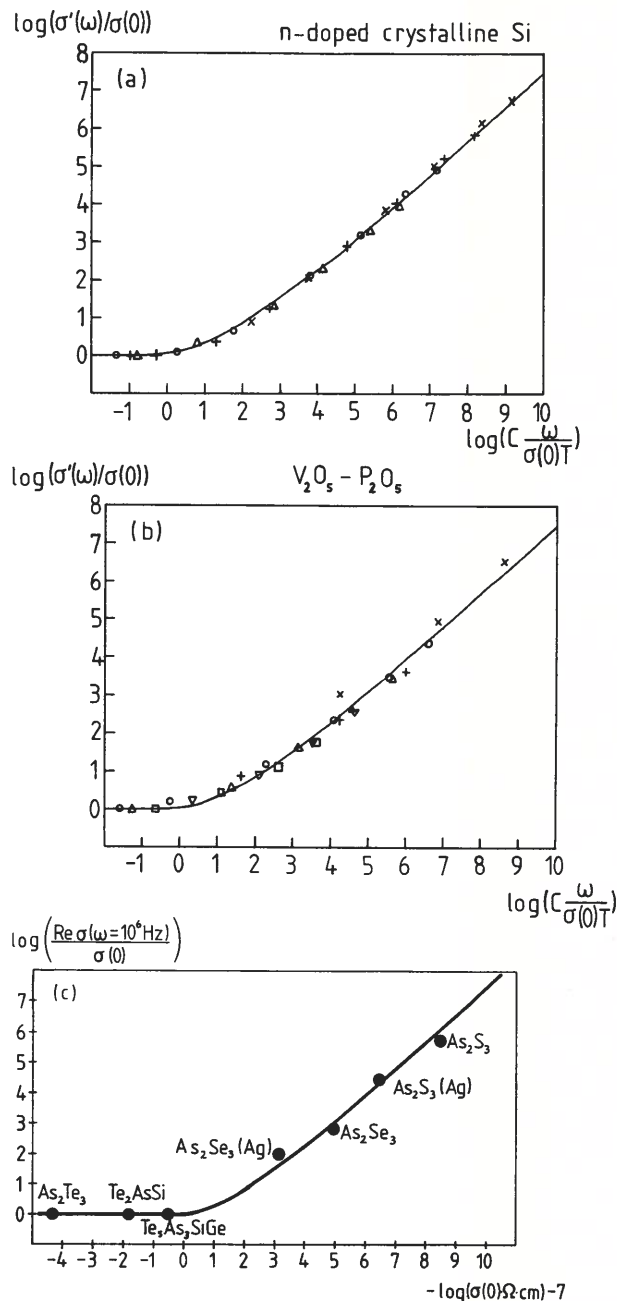 log(σ'(ω)/σ(0)) n-doped crystalline Si
8
(a)
7
6
5
4
3
2
1
0
-1 0 1 2 3 4 5 6 7 8 9 10
log(C ω/σ(0)T)
log(σ'(ω)/σ(0)) V₂O₅ – P₂O₅
8
(b)
7
6
5
4
3
2
1
0
-1 0 1 2 3 4 5 6 7 8 9 10
log(C ω/σ(0)T)
log(Re σ(ω=10⁶Hz)/σ(0))
(c)
7
6
As₂S₃
5
As₂S₃(Ag)
4
3
As₂Se₃
As₂Se₃(Ag)
2
1
As₂Te₃ Te₂AsSi
0
Te₅As₃SiGe
-4 -3 -2 -1 0 1 2 3 4 5 6 7 8 9 10
-log(σ(0)Ω·cm)-7